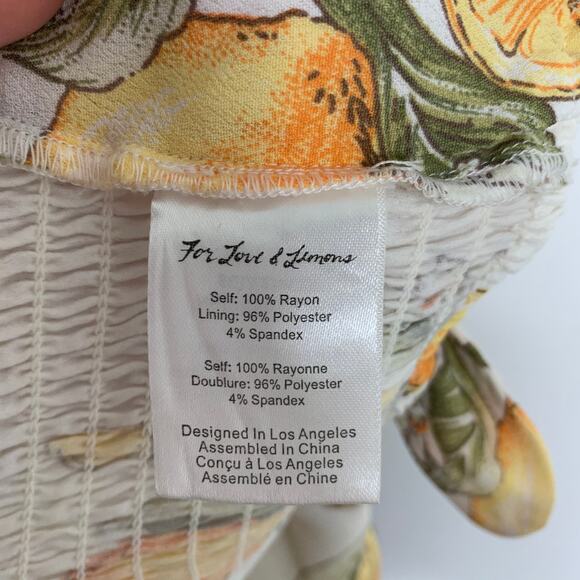 For Love & Lemons
Self: 100% Rayon
Lining: 96% Polyester
4% Spandex
Self: 100% Rayonne
Doublure: 96% Polyester
4% Spandex
Designed In Los Angeles
Assembled In China
Conçu à Los Angeles
Assemblé en Chine